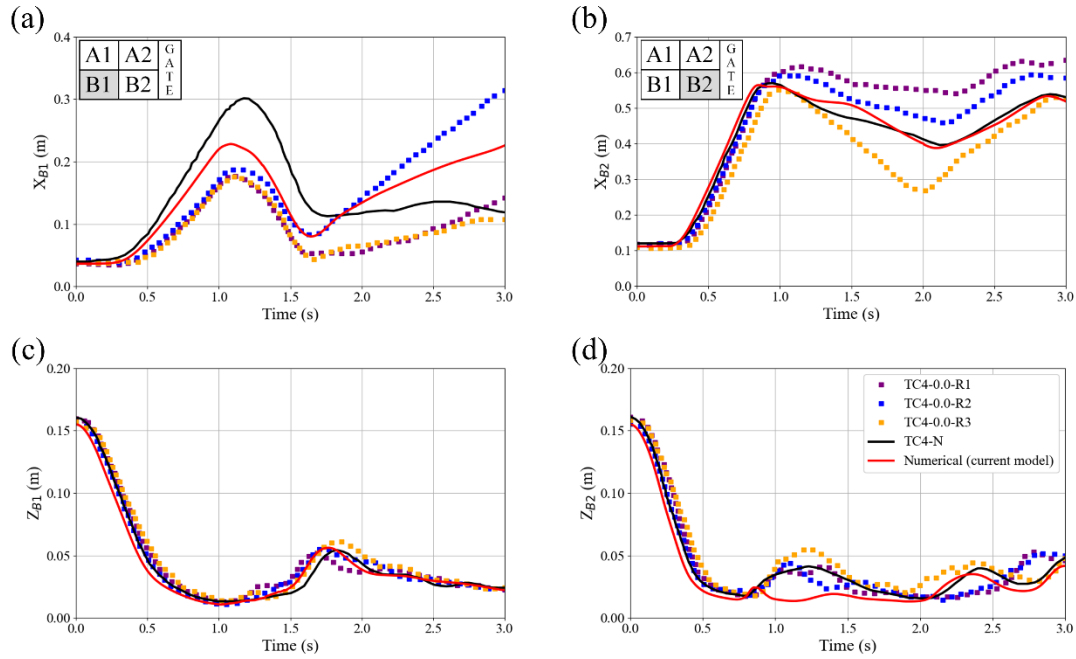 (a)
A1 A2
B1 B2
GATE
X_B1 (m)
0.4
0.3
0.2
0.1
0.0
0.0 0.5 1.0 1.5 2.0 2.5 3.0
Time (s)
(b)
A1 A2
B1 B2
GATE
X_B2 (m)
0.7
0.6
0.5
0.4
0.3
0.2
0.1
0.0
0.0 0.5 1.0 1.5 2.0 2.5 3.0
Time (s)
(c)
Z_B1 (m)
0.20
0.15
0.10
0.05
0.00
0.0 0.5 1.0 1.5 2.0 2.5 3.0
Time (s)
(d)
Z_B2 (m)
0.20
0.15
0.10
0.05
0.00
0.0 0.5 1.0 1.5 2.0 2.5 3.0
Time (s)
TC4-0.0-R1
TC4-0.0-R2
TC4-0.0-R3
TC4-N
Numerical (current model)